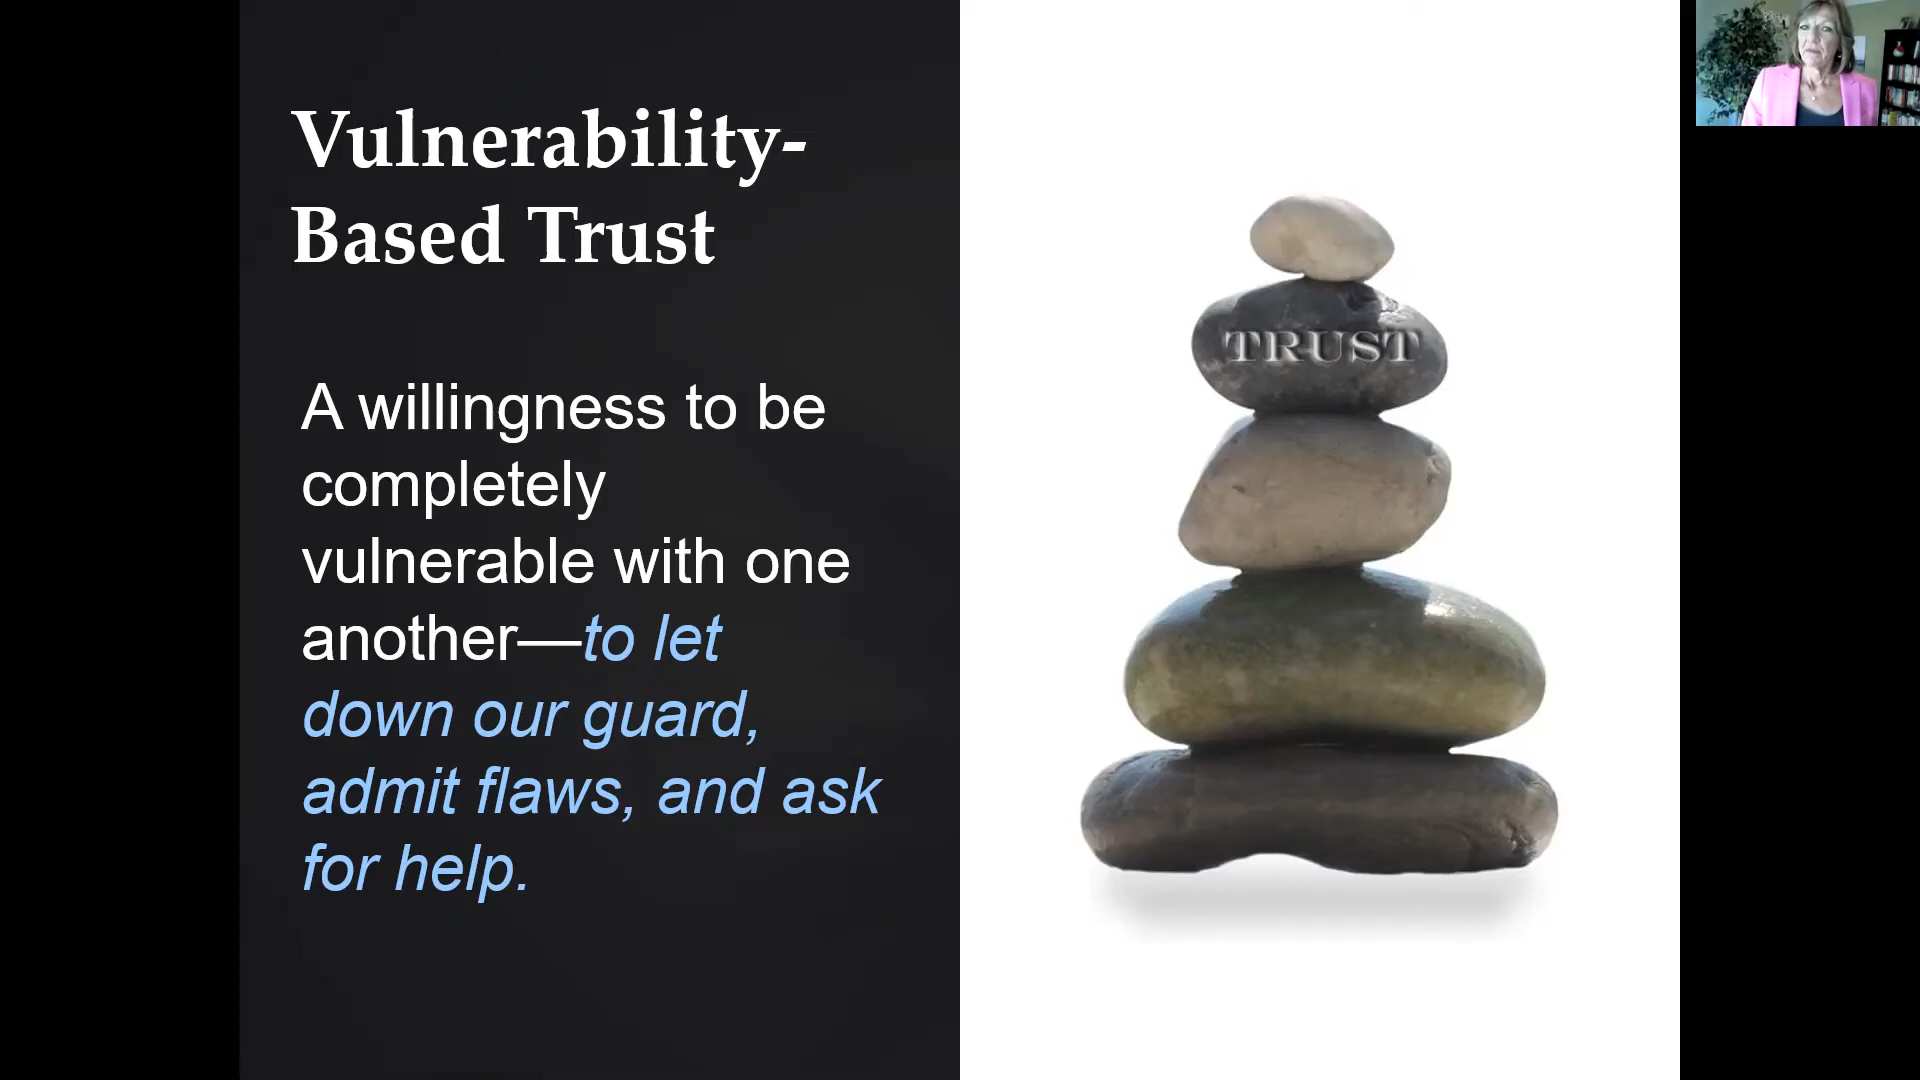 Vulnerability-
Based Trust
A willingness to be
completely
vulnerable with one
another—to let
down our guard,
admit flaws, and ask
for help.
TRUST